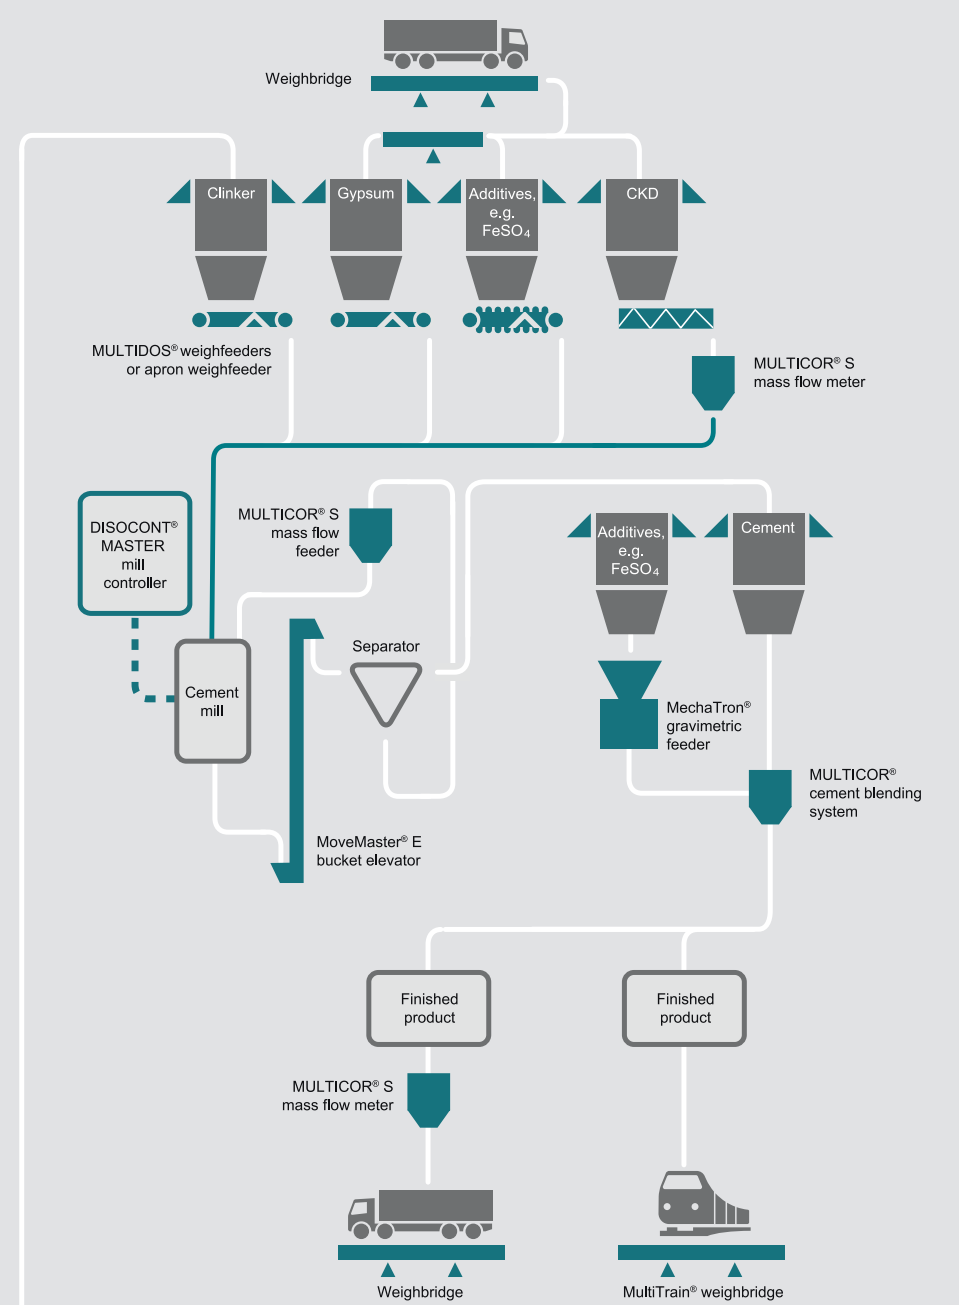 Weighbridge
Clinker
Gypsum
Additives,
e.g.
FeSO₄
CKD
MULTIDOS® weighfeeders
or apron weighfeeder
MULTICOR® S
mass flow meter
DISOCONT®
MASTER
mill
controller
MULTICOR® S
mass flow
feeder
Additives,
e.g.
FeSO₄
Cement
Separator
Cement
mill
MechaTron®
gravimetric
feeder
MULTICOR®
cement blending
system
MoveMaster® E
bucket elevator
Finished
product
Finished
product
MULTICOR® S
mass flow meter
Weighbridge
MultiTrain® weighbridge